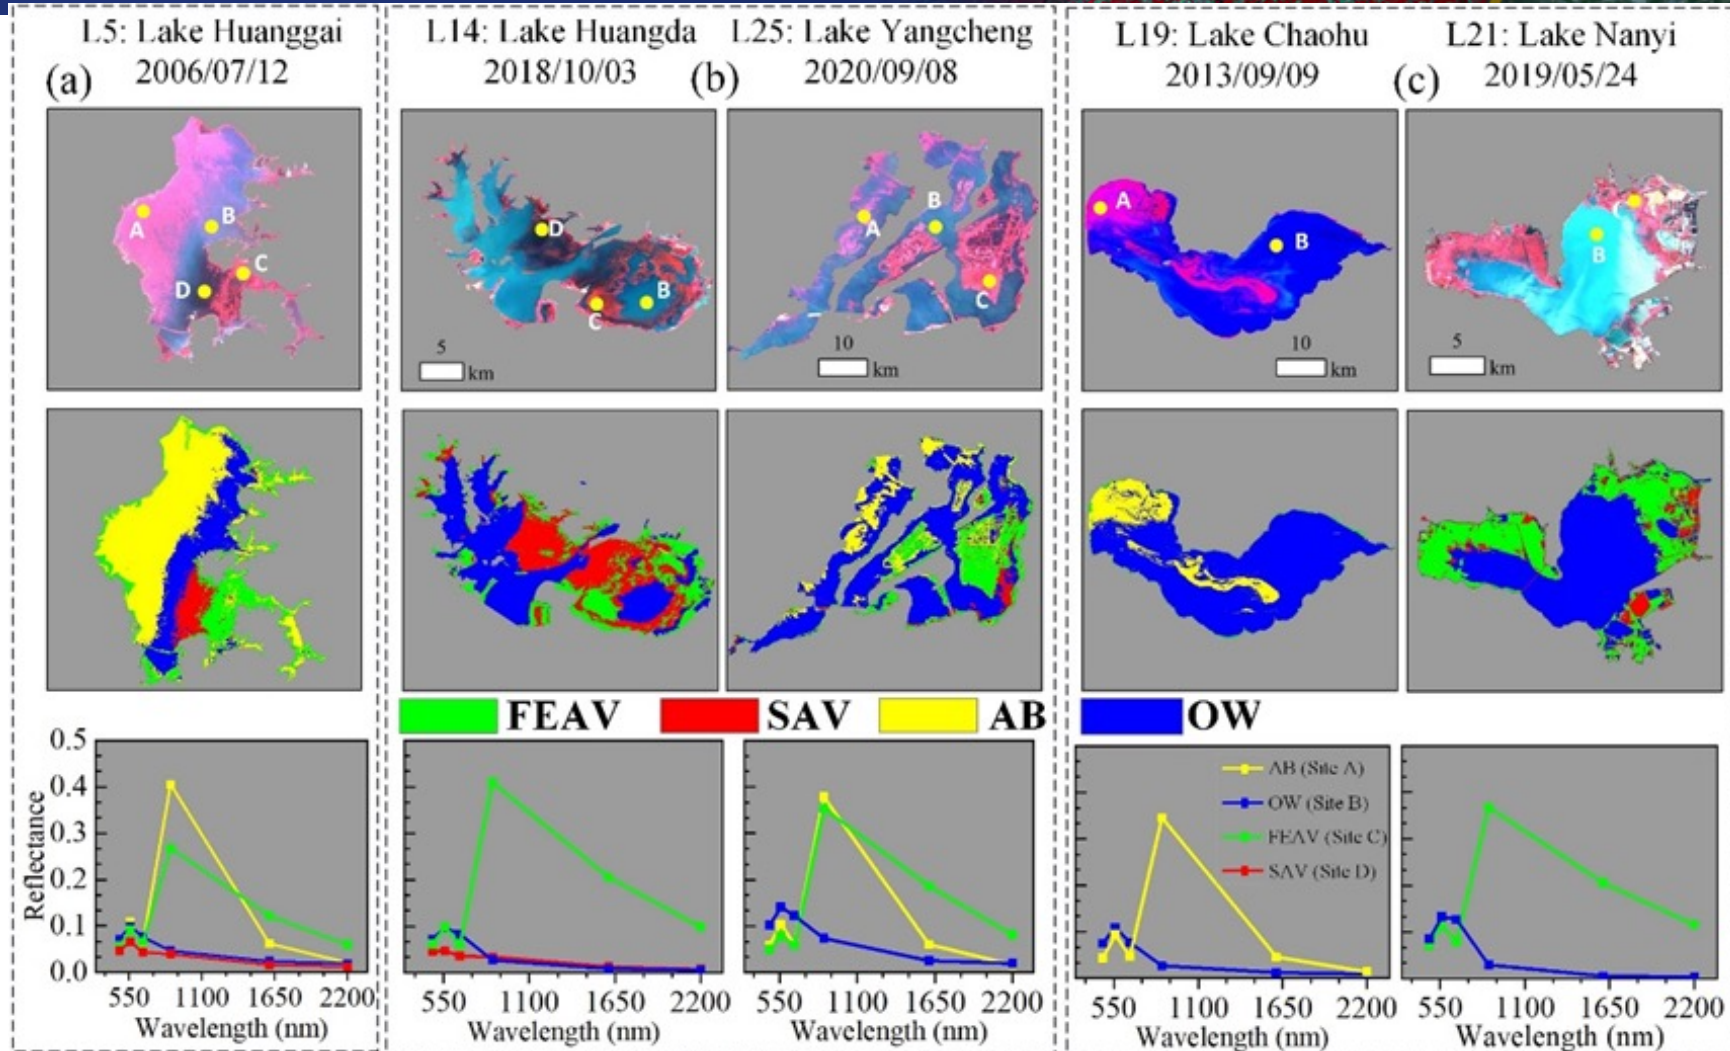 L5: Lake Huanggai
2006/07/12
(a)
L14: Lake Huangda
2018/10/03
(b)
L25: Lake Yangcheng
2020/09/08
L19: Lake Chaohu
2013/09/09
(c)
L21: Lake Nanyi
2019/05/24
A
B
C
D
D
B
C
5
km
A
B
C
10
km
A
B
10
km
C
B
5
km
FEAV
SAV
AB
OW
Reflectance
0.5
0.4
0.3
0.2
0.1
0.0
550 1100 1650 2200
Wavelength (nm)
550 1100 1650 2200
Wavelength (nm)
550 1100 1650 2200
Wavelength (nm)
AB (Site A)
OW (Site B)
FEAV (Site C)
SAV (Site D)
550 1100 1650 2200
Wavelength (nm)
550 1100 1650 2200
Wavelength (nm)